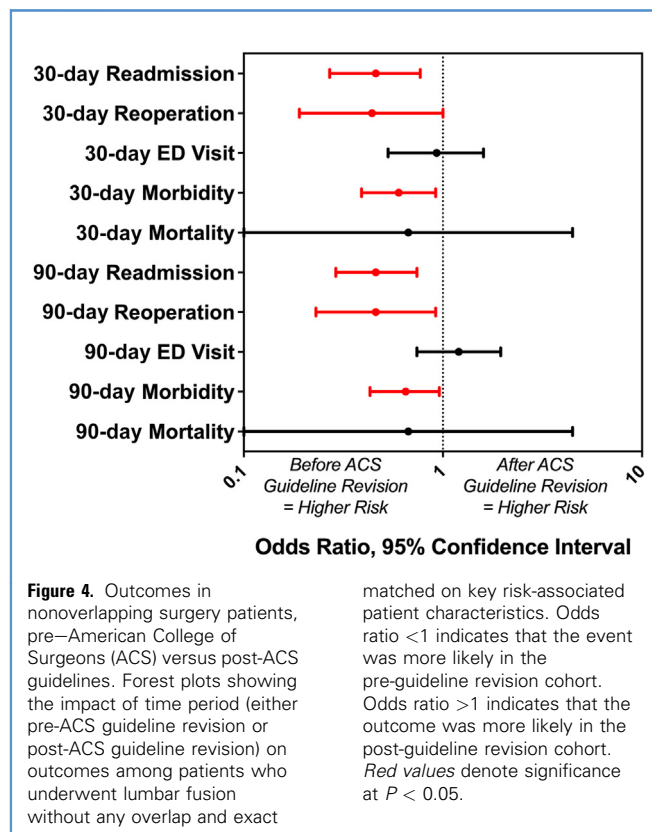 30-day Readmission
30-day Reoperation
30-day ED Visit
30-day Morbidity
30-day Mortality
90-day Readmission
90-day Reoperation
90-day ED Visit
90-day Morbidity
90-day Mortality
0.1
1
10
Before ACS
Guideline Revision
= Higher Risk
After ACS
Guideline Revision
= Higher Risk
Odds Ratio, 95% Confidence Interval
Figure 4. Outcomes in
nonoverlapping surgery patients,
pre–American College of
Surgeons (ACS) versus post-ACS
guidelines. Forest plots showing
the impact of time period (either
pre-ACS guideline revision or
post-ACS guideline revision) on
outcomes among patients who
underwent lumbar fusion
without any overlap and exact
matched on key risk-associated
patient characteristics. Odds
ratio <1 indicates that the event
was more likely in the
pre-guideline revision cohort.
Odds ratio >1 indicates that the
outcome was more likely in the
post-guideline revision cohort.
Red values denote significance
at P < 0.05.